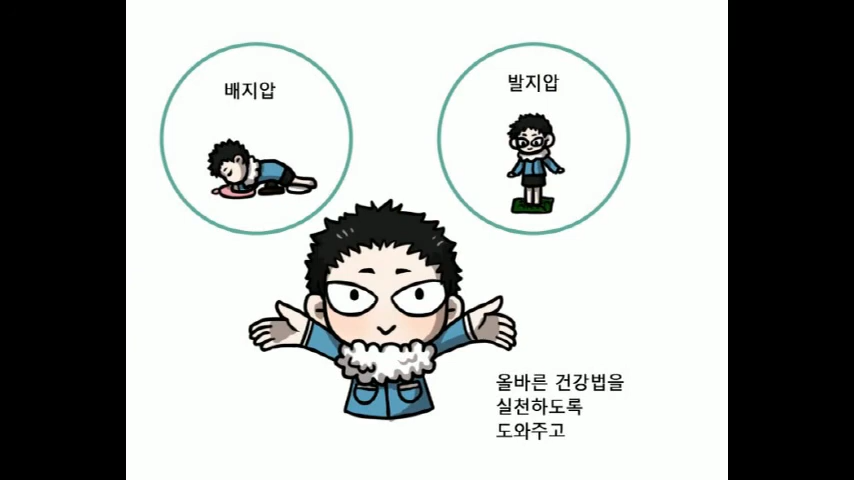 배지압
발지압
올바른 건강법을
실천하도록
도와주고